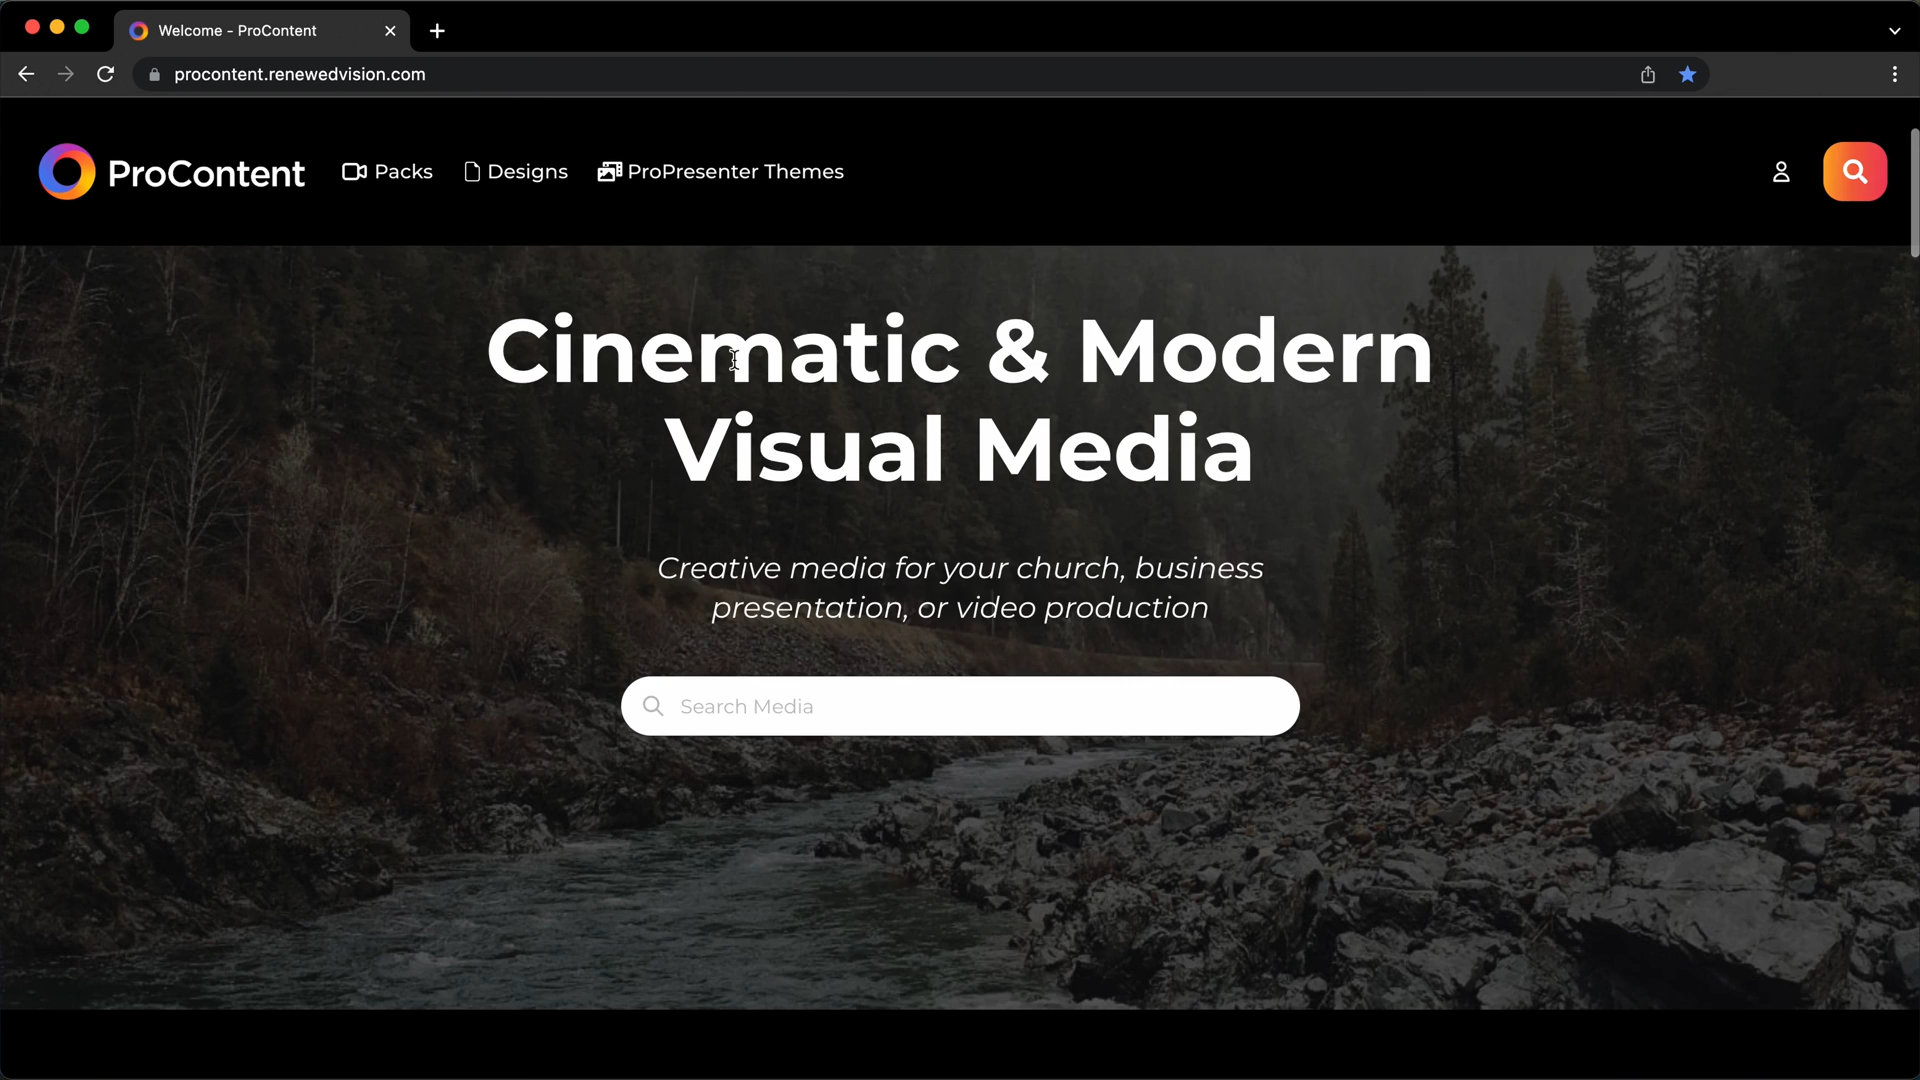 Welcome - ProContent
procontent.renewedvision.com
ProContent
Packs
Designs
ProPresenter Themes
Cinematic & Modern
Visual Media
Creative media for your church, business
presentation, or video production
Search Media